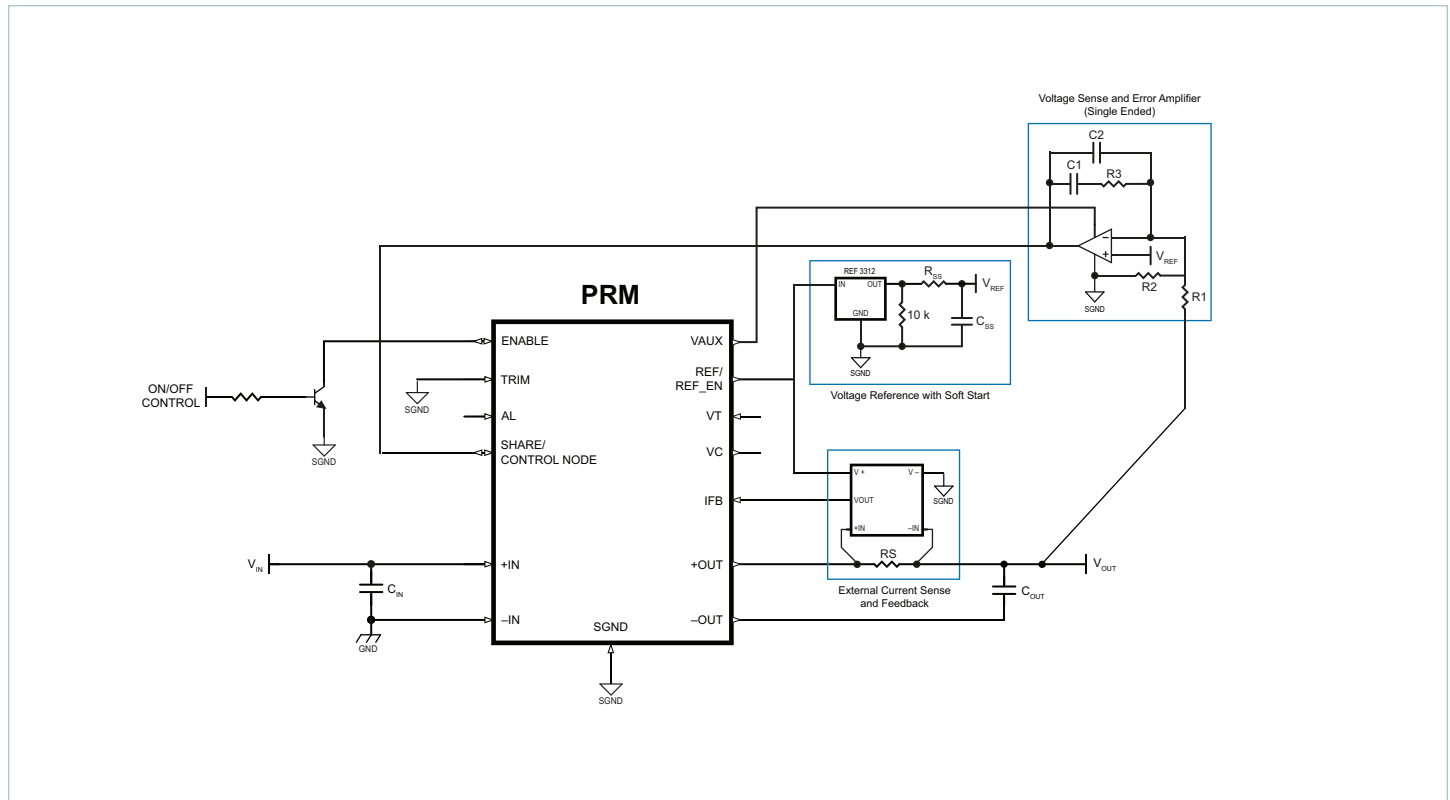 Voltage Sense and Error Amplifier
(Single Ended)
C2
C1
R3
–
+
V_REF
R2
SGND
R1
REF 3312
IN
OUT
GND
R_SS
V_REF
10 k
C_SS
SGND
Voltage Reference with Soft Start
PRM
ENABLE
TRIM
AL
SHARE/
CONTROL NODE
+IN
–IN
VAUX
REF/
REF_EN
VT
VC
IFB
+OUT
–OUT
SGND
SGND
ON/OFF
CONTROL
SGND
SGND
V_IN
C_IN
GND
V +
V –
VOUT
+IN
–IN
SGND
RS
External Current Sense
and Feedback
C_OUT
V_OUT